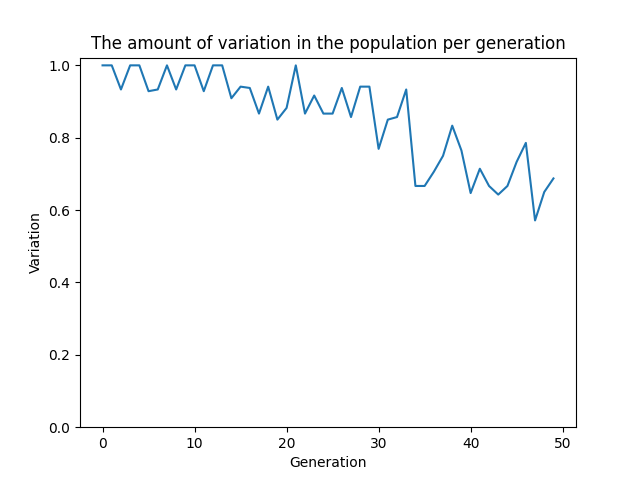 The amount of variation in the population per generation
1.0
0.8
0.6
0.4
0.2
0.0
Variation
0 10 20 30 40 50
Generation